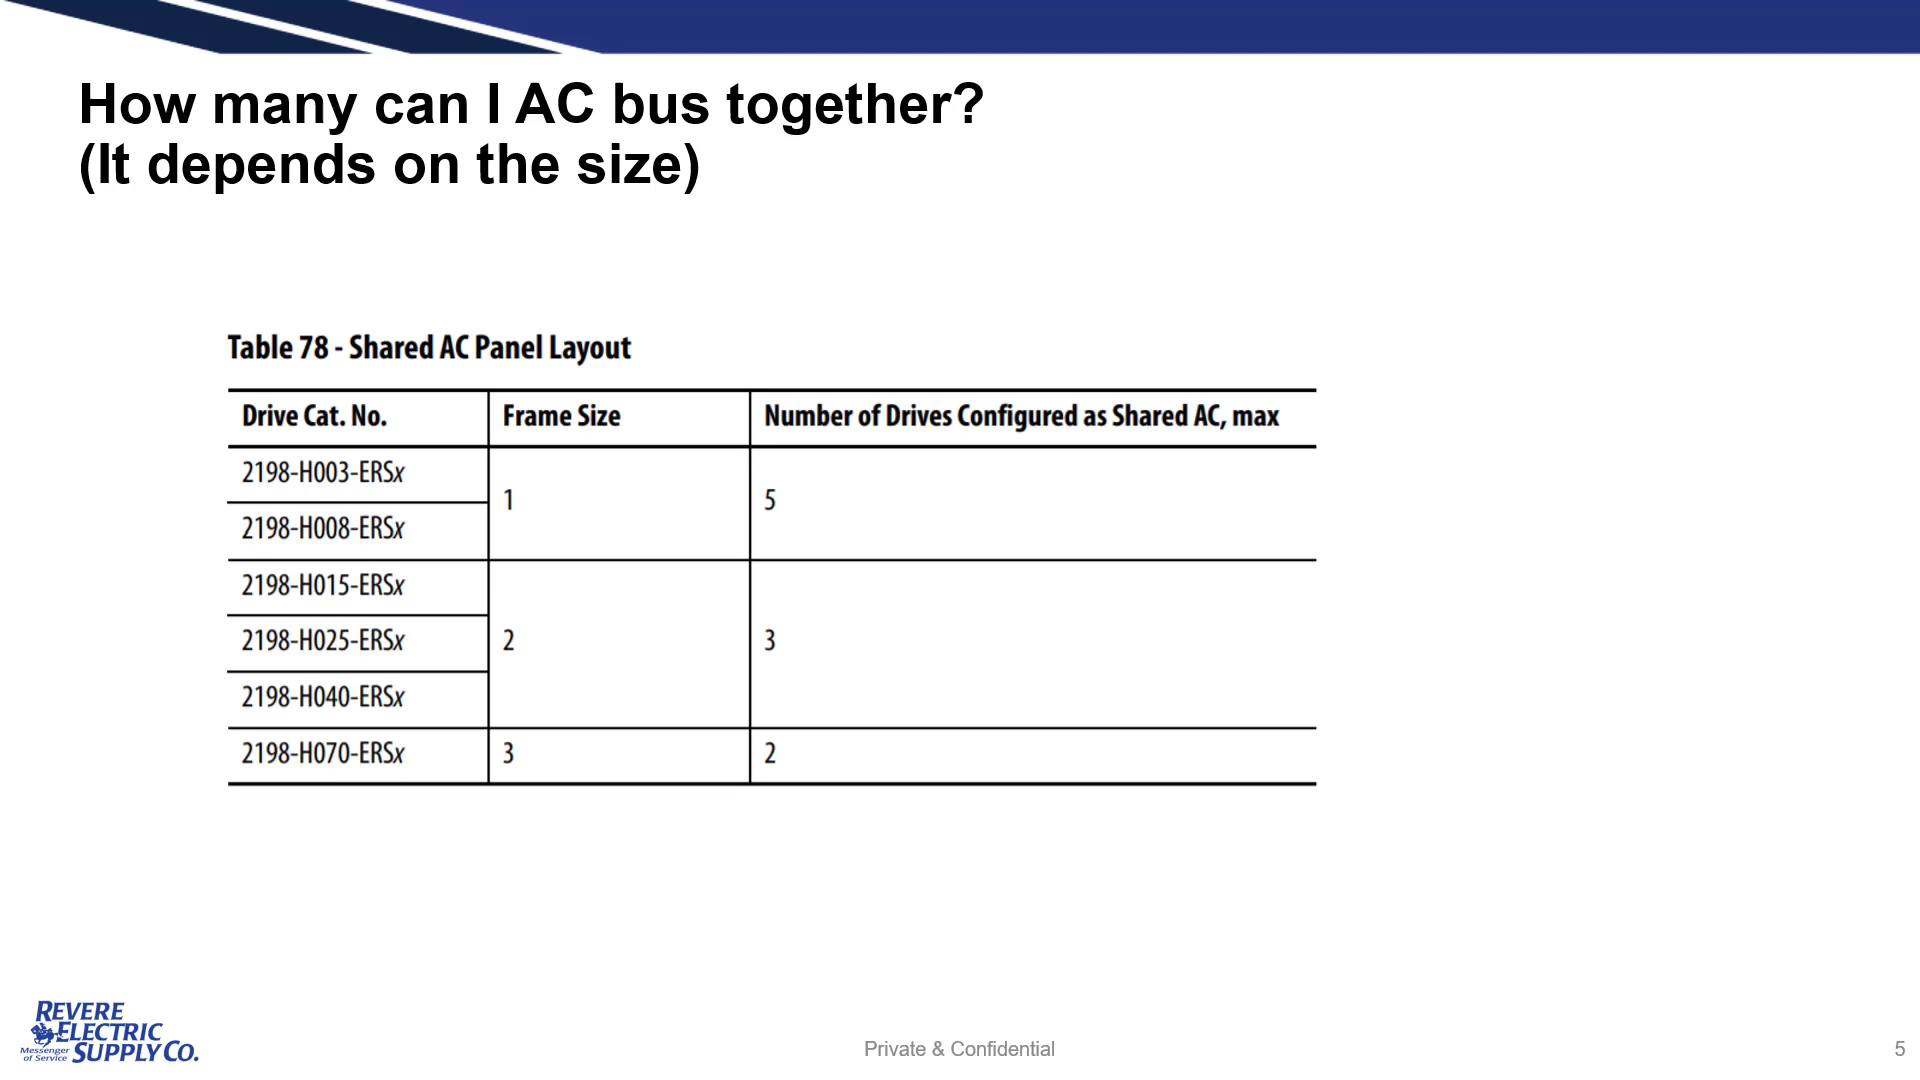 How many can I AC bus together?
(It depends on the size)
Table 78 - Shared AC Panel Layout
Drive Cat. No. Frame Size Number of Drives Configured as Shared AC, max
2198-H003-ERSx
1 5
2198-H008-ERSx
2198-H015-ERSx
2198-H025-ERSx 2 3
2198-H040-ERSx
2198-H070-ERSx 3 2
REVERE
ELECTRIC
SUPPLY CO.
Messenger
of Service
Private & Confidential
5